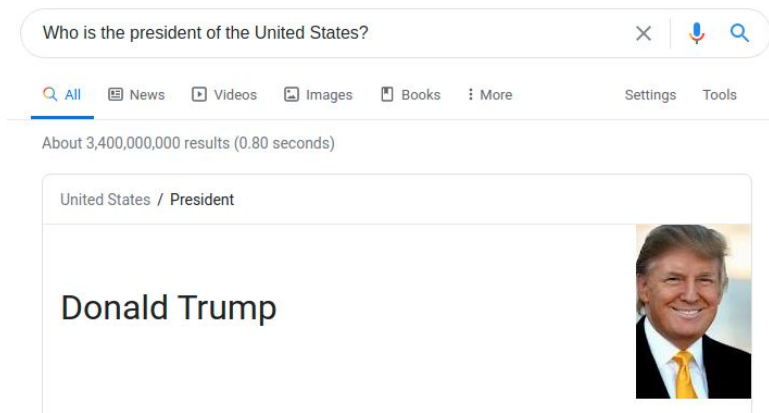 Who is the president of the United States?
All News Videos Images Books More Settings Tools
About 3,400,000,000 results (0.80 seconds)
United States / President
Donald Trump